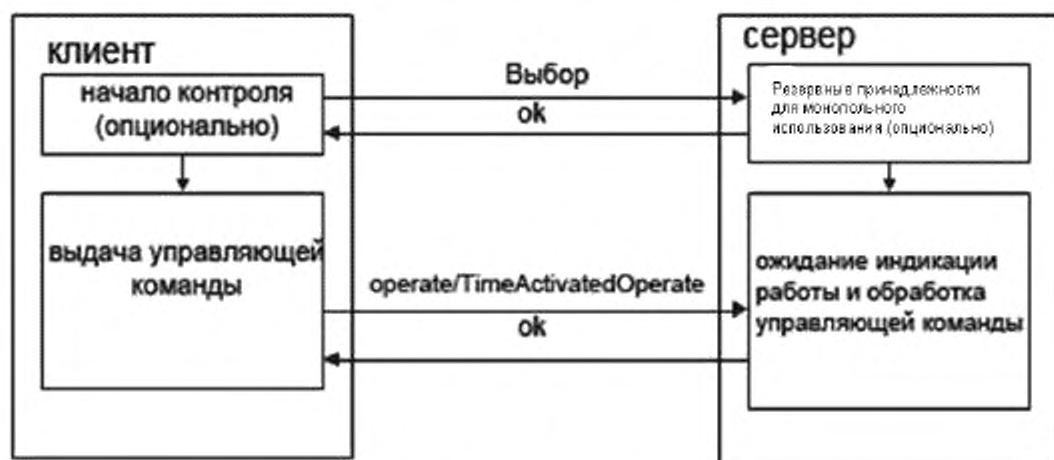 клиент
начало контроля
(опционально)
выдача управляющей
команды
Выбор
ok
operate/TimeActivatedOperate
ok
сервер
Резервные принадлежности
для монопольного
использования (опционально)
ожидание индикации
работы и обработка
управляющей команды